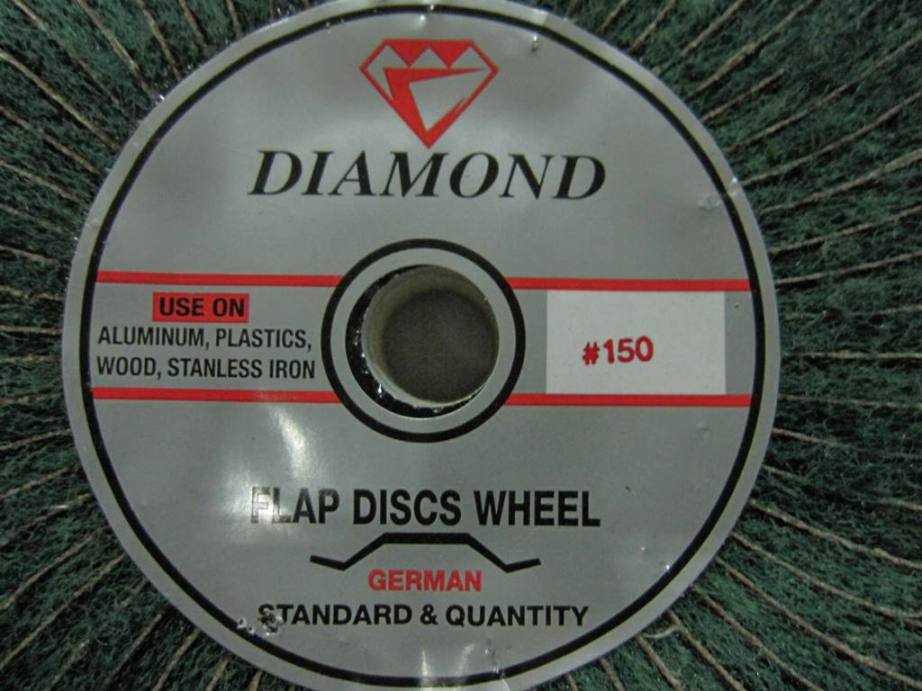 DIAMOND
#150
USE ON
ALUMINUM, PLASTICS,
WOOD, STANLESS IRON
FLAP DISCS WHEEL
GERMAN
STANDARD & QUANTITY